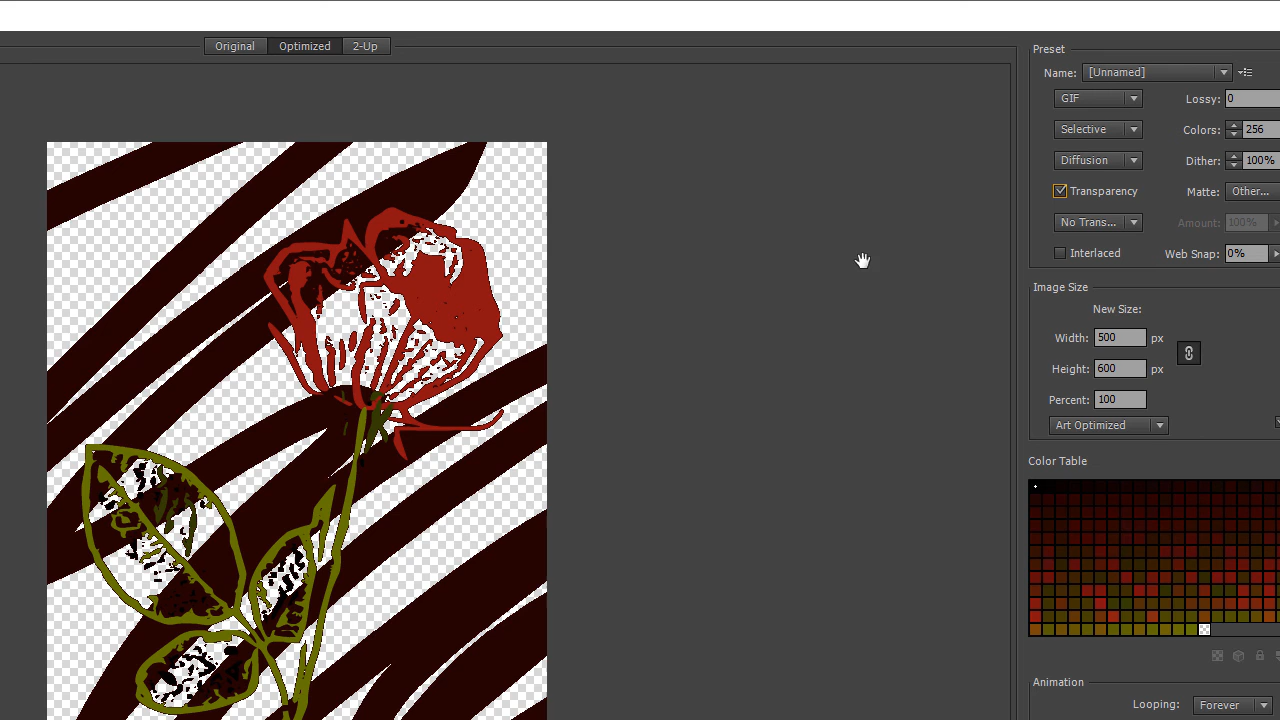 Original Optimized 2-Up
Preset
Name: [Unnamed]
GIF Lossy: 0
Selective Colors: 256
Diffusion Dither: 100%
Transparency Matte: Other...
No Trans... Amount: 100%
Interlaced Web Snap: 0%
Image Size
New Size:
Width: 500 px
Height: 600 px
Percent: 100
Art Optimized
Color Table
Animation
Looping: Forever